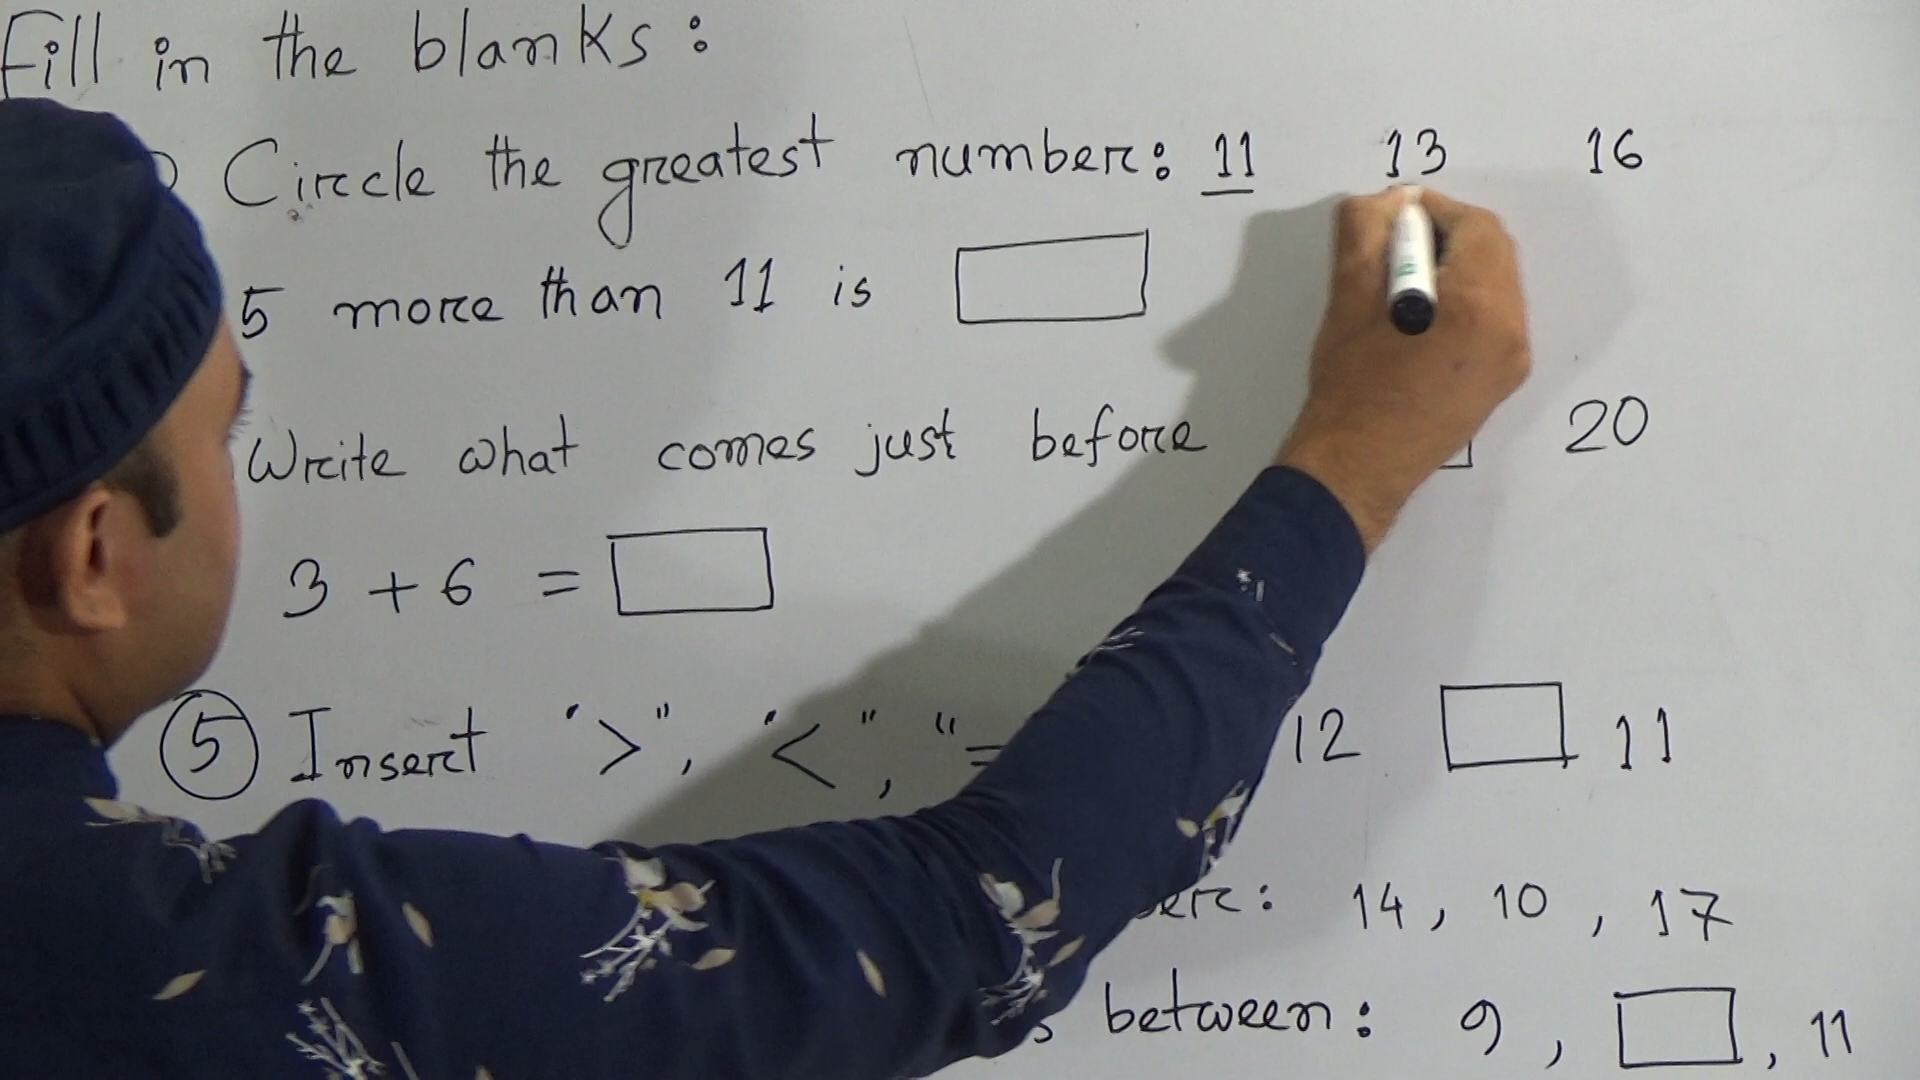 Fill in the blanks:
Circle the greatest number: 11 13 16
5 more than 11 is
Write what comes just before 20
3 + 6 =
5 Insert ">", "<", "= 12 11
14, 10, 17
between: 9, , 11